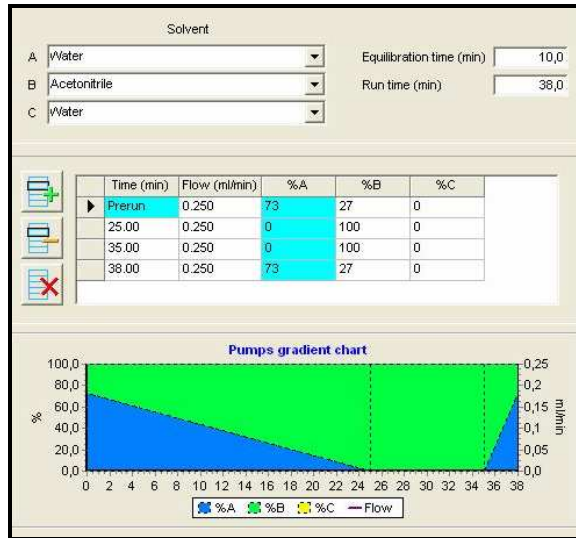 Solvent
A Water Equilibration time (min) 10,0
B Acetonitrile Run time (min) 38,0
C Water
Time (min) Flow (ml/min) %A %B %C
Prerun 0.250 73 27 0
25.00 0.250 0 100 0
35.00 0.250 0 100 0
38.00 0.250 73 27 0
Pumps gradient chart
100,0 0,25
80,0 0,2
60,0 0,15
40,0 0,1
20,0 0,05
0,0 0,0
% ml/min
0 2 4 6 8 10 12 14 16 18 20 22 24 26 28 30 32 34 36 38
%A %B %C Flow